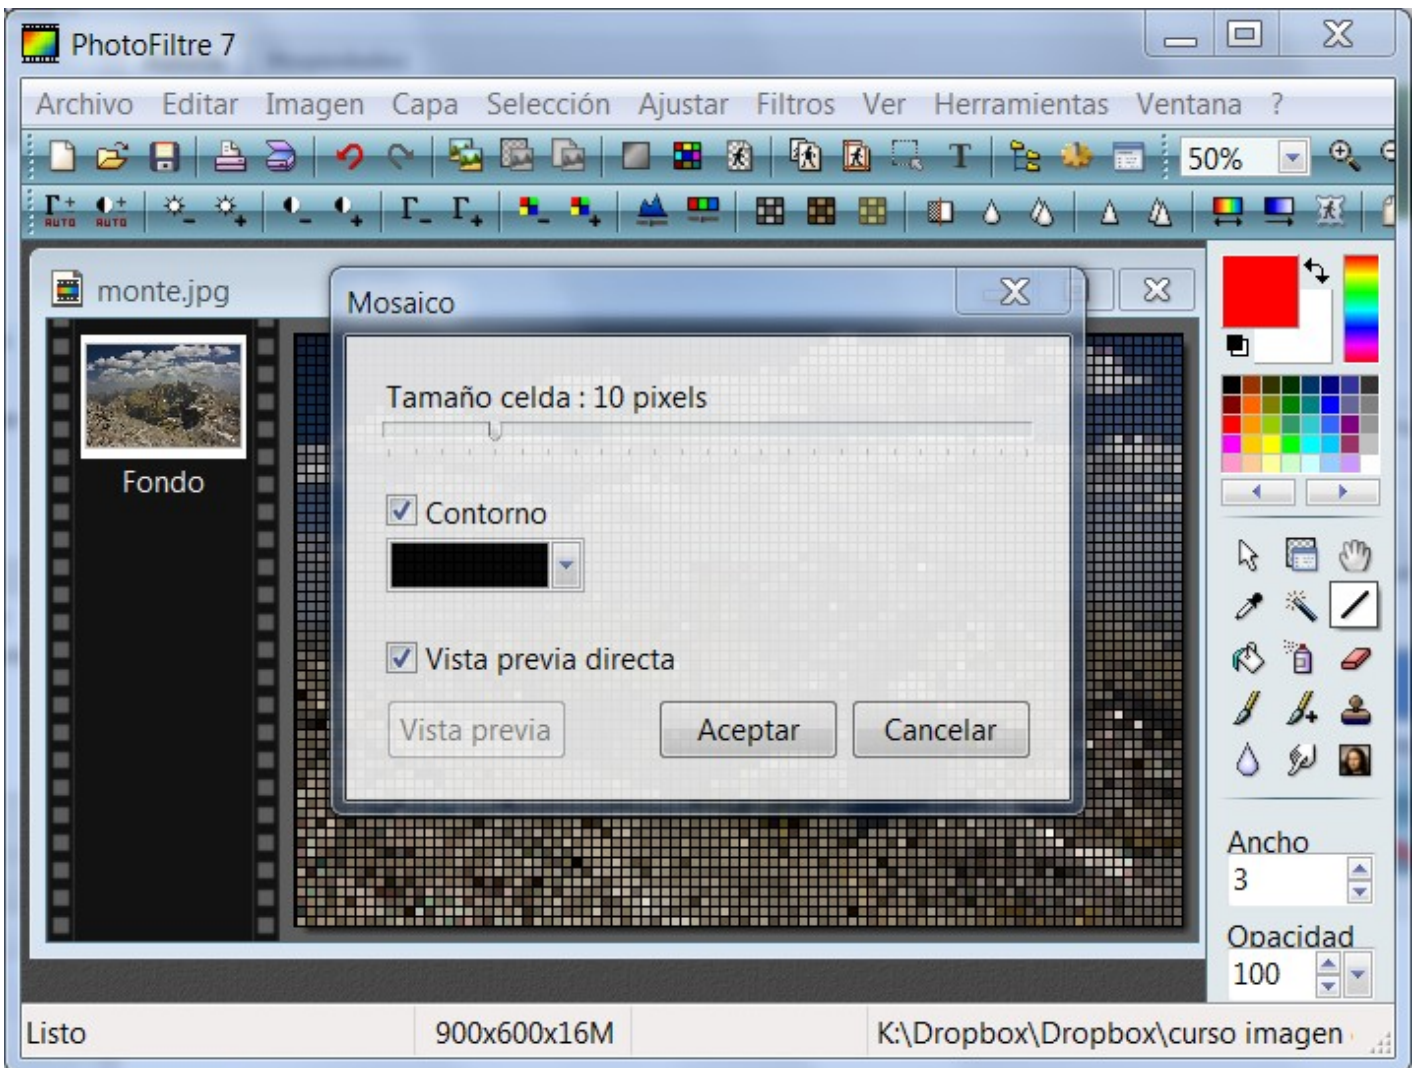 PhotoFiltre 7
Archivo Editar Imagen Capa Selección Ajustar Filtros Ver Herramientas Ventana ?
T 50%
AUTO AUTO
monte.jpg
Mosaico
Tamaño celda : 10 pixels
Fondo
Contorno
Vista previa directa
Vista previa Aceptar Cancelar
Ancho
3
Opacidad
100
Listo 900x600x16M K:\Dropbox\Dropbox\curso imagen